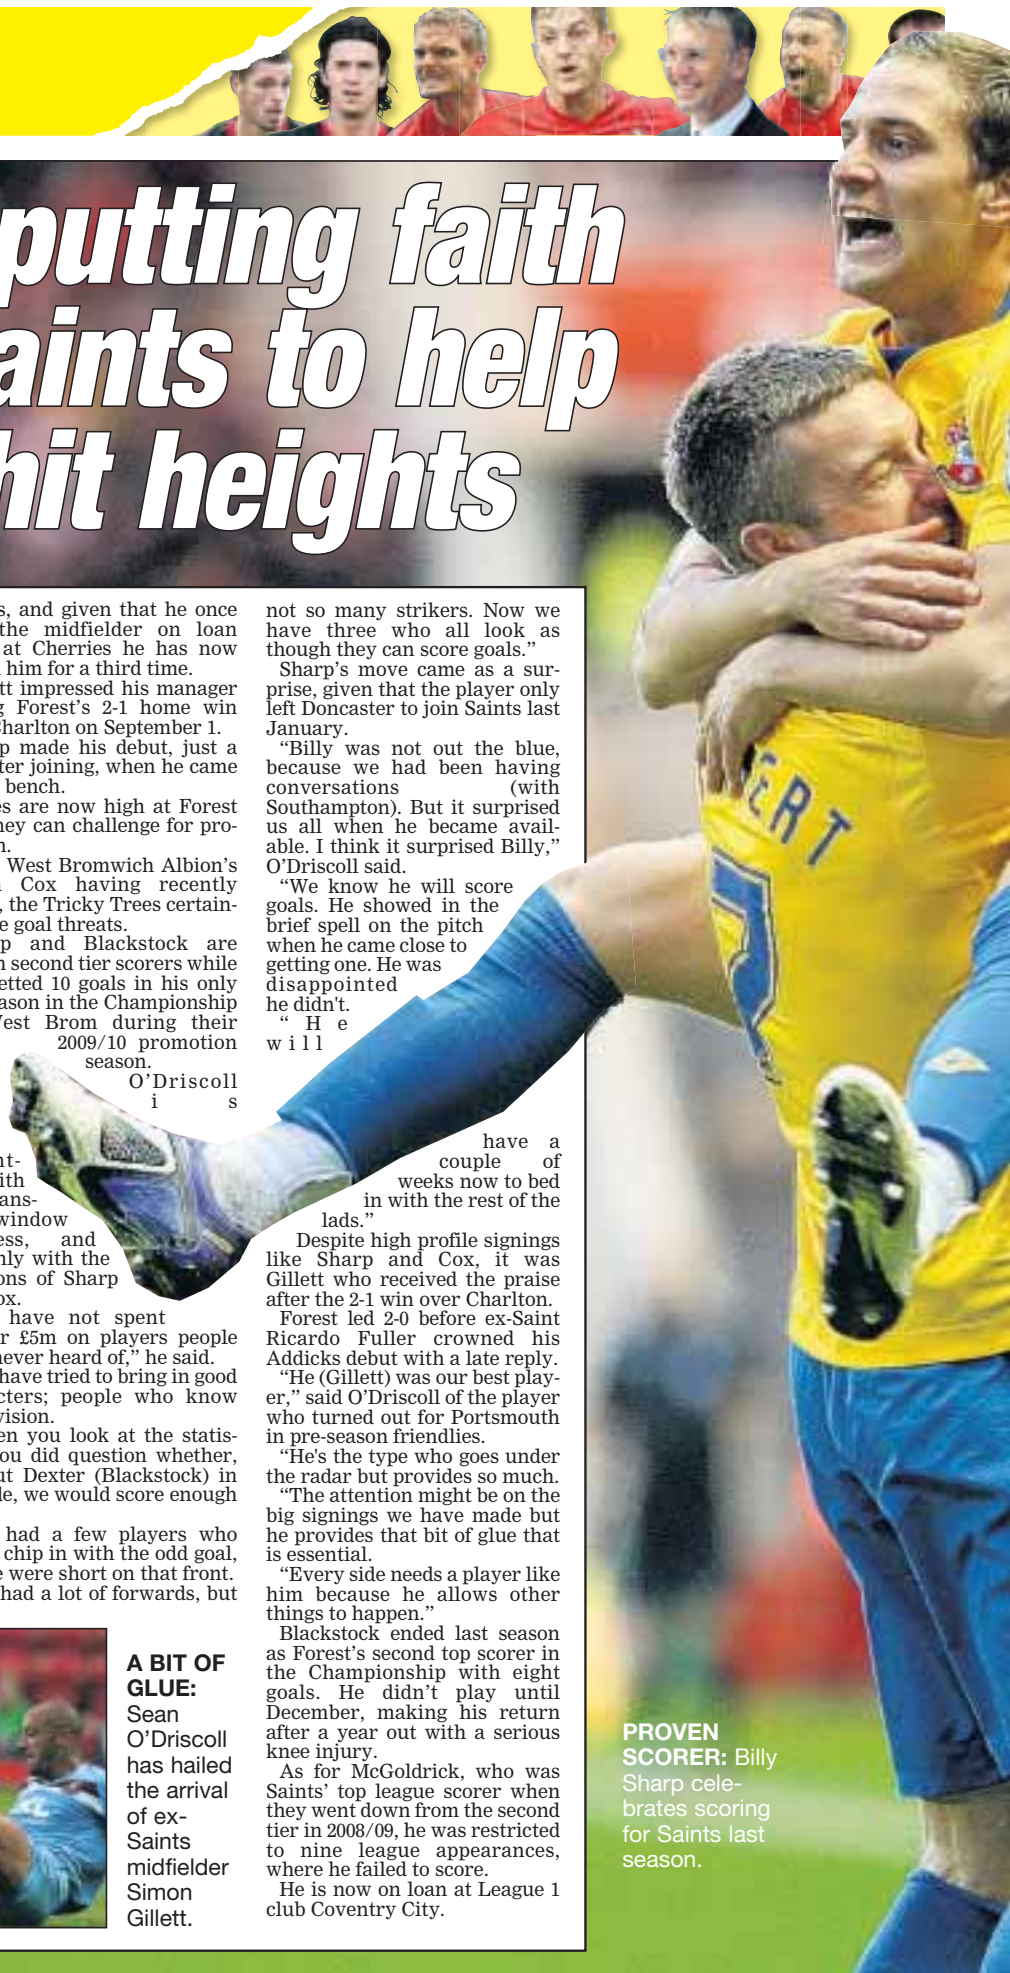 putting faith
aints to help
hit heights
s, and given that he once
the midfielder on loan
at Cherries he has now
him for a third time.
tt impressed his manager
g Forest's 2-1 home win
Charlton on September 1.
p made his debut, just a
ter joining, when he came
bench.
es are now high at Forest
hey can challenge for pro-
n.
West Bromwich Albion's
Cox having recently
, the Tricky Trees certain-
e goal threats.
p and Blackstock are
n second tier scorers while
etted 10 goals in his only
ason in the Championship
West Brom during their
2009/10 promotion
season.
O'Driscoll
i s
nt-
ith
ans-
window
ess, and
nly with the
ons of Sharp
ox.
have not spent
r £5m on players people
never heard of,” he said.
have tried to bring in good
cters; people who know
vision.
en you look at the statis-
ou did question whether,
ut Dexter (Blackstock) in
le, we would score enough
had a few players who
chip in with the odd goal,
e were short on that front.
had a lot of forwards, but
not so many strikers. Now we
have three who all look as
though they can score goals.”
Sharp's move came as a sur-
prise, given that the player only
left Doncaster to join Saints last
January.
“Billy was not out the blue,
because we had been having
conversations (with
Southampton). But it surprised
us all when he became avail-
able. I think it surprised Billy,”
O'Driscoll said.
“We know he will score
goals. He showed in the
brief spell on the pitch
when he came close to
getting one. He was
disappointed
he didn't.
“ H e
w i l l
have a
couple of
weeks now to bed
in with the rest of the
lads.”
Despite high profile signings
like Sharp and Cox, it was
Gillett who received the praise
after the 2-1 win over Charlton.
Forest led 2-0 before ex-Saint
Ricardo Fuller crowned his
Addicks debut with a late reply.
“He (Gillett) was our best play-
er,” said O'Driscoll of the player
who turned out for Portsmouth
in pre-season friendlies.
“He's the type who goes under
the radar but provides so much.
“The attention might be on the
big signings we have made but
he provides that bit of glue that
is essential.
“Every side needs a player like
him because he allows other
things to happen.”
Blackstock ended last season
as Forest's second top scorer in
the Championship with eight
goals. He didn't play until
December, making his return
after a year out with a serious
knee injury.
As for McGoldrick, who was
Saints' top league scorer when
they went down from the second
tier in 2008/09, he was restricted
to nine league appearances,
where he failed to score.
He is now on loan at League 1
club Coventry City.
A BIT OF
GLUE:
Sean
O'Driscoll
has hailed
the arrival
of ex-
Saints
midfielder
Simon
Gillett.
ERT
7
PROVEN
SCORER: Billy
Sharp cele-
brates scoring
for Saints last
season.